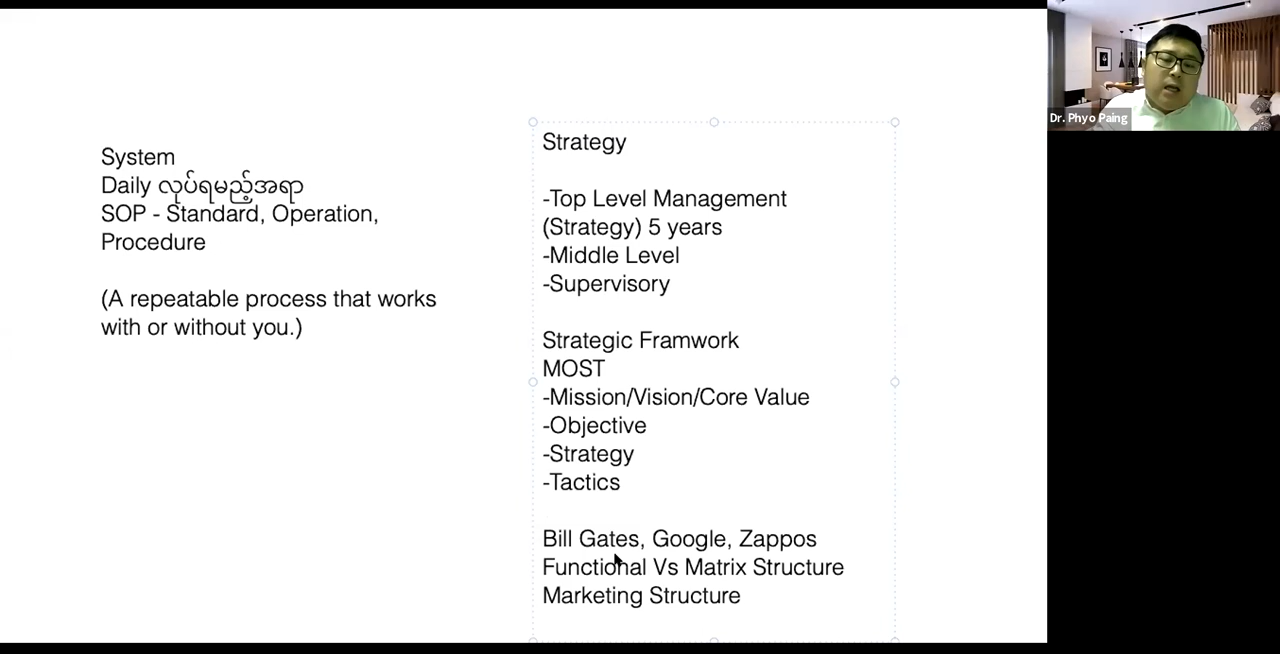 System
Daily လုပ်ရမည့်အရာ
SOP - Standard, Operation,
Procedure
(A repeatable process that works
with or without you.)
Strategy
-Top Level Management
(Strategy) 5 years
-Middle Level
-Supervisory
Strategic Framwork
MOST
-Mission/Vision/Core Value
-Objective
-Strategy
-Tactics
Bill Gates, Google, Zappos
Functional Vs Matrix Structure
Marketing Structure
Dr. Phyo Paing